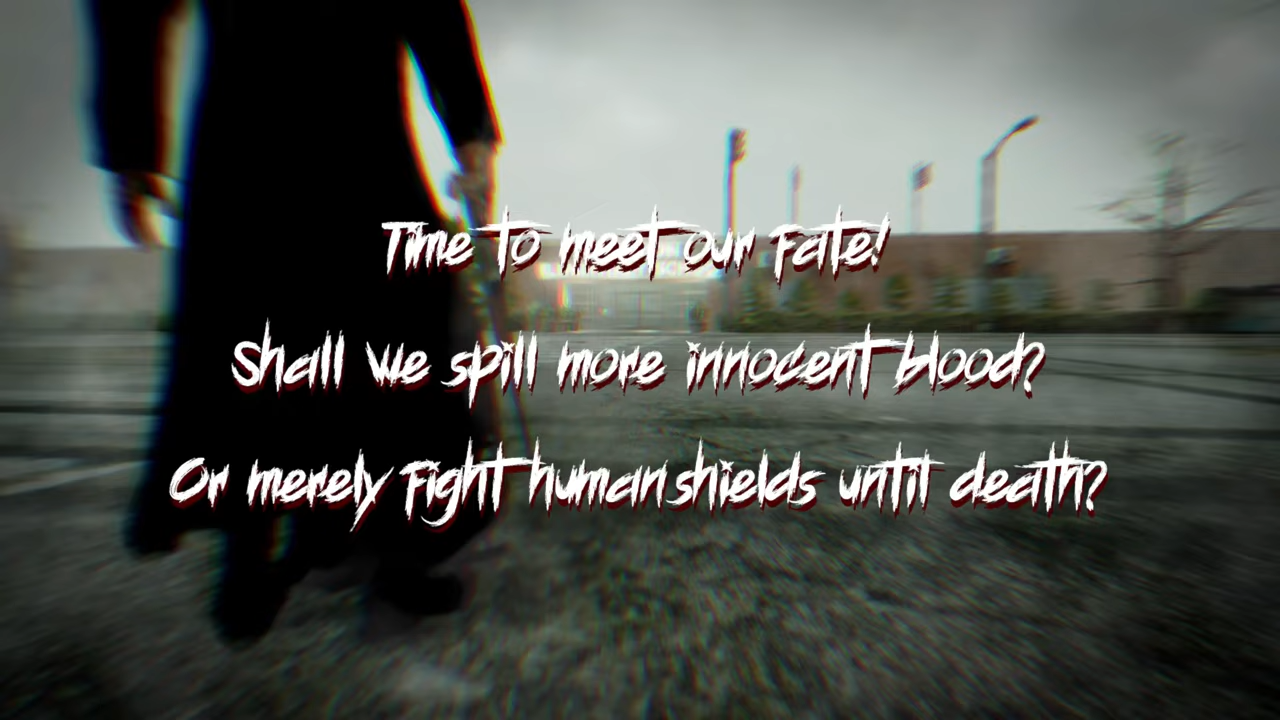 Time to meet our Fate!
Shall we spill more innocent blood?
Or merely Fight human shields until death?